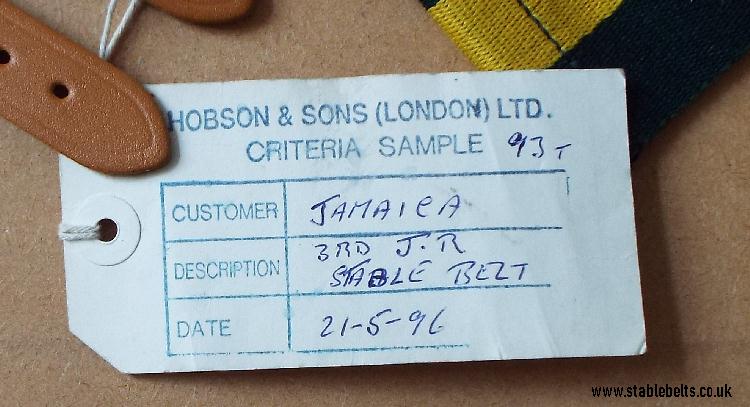 HOBSON & SONS (LONDON) LTD.
CRITERIA SAMPLE 93T
CUSTOMER JAMAICA
DESCRIPTION 3RD J.R
STABLE BELT
DATE 21-5-96
www.stablebelts.co.uk